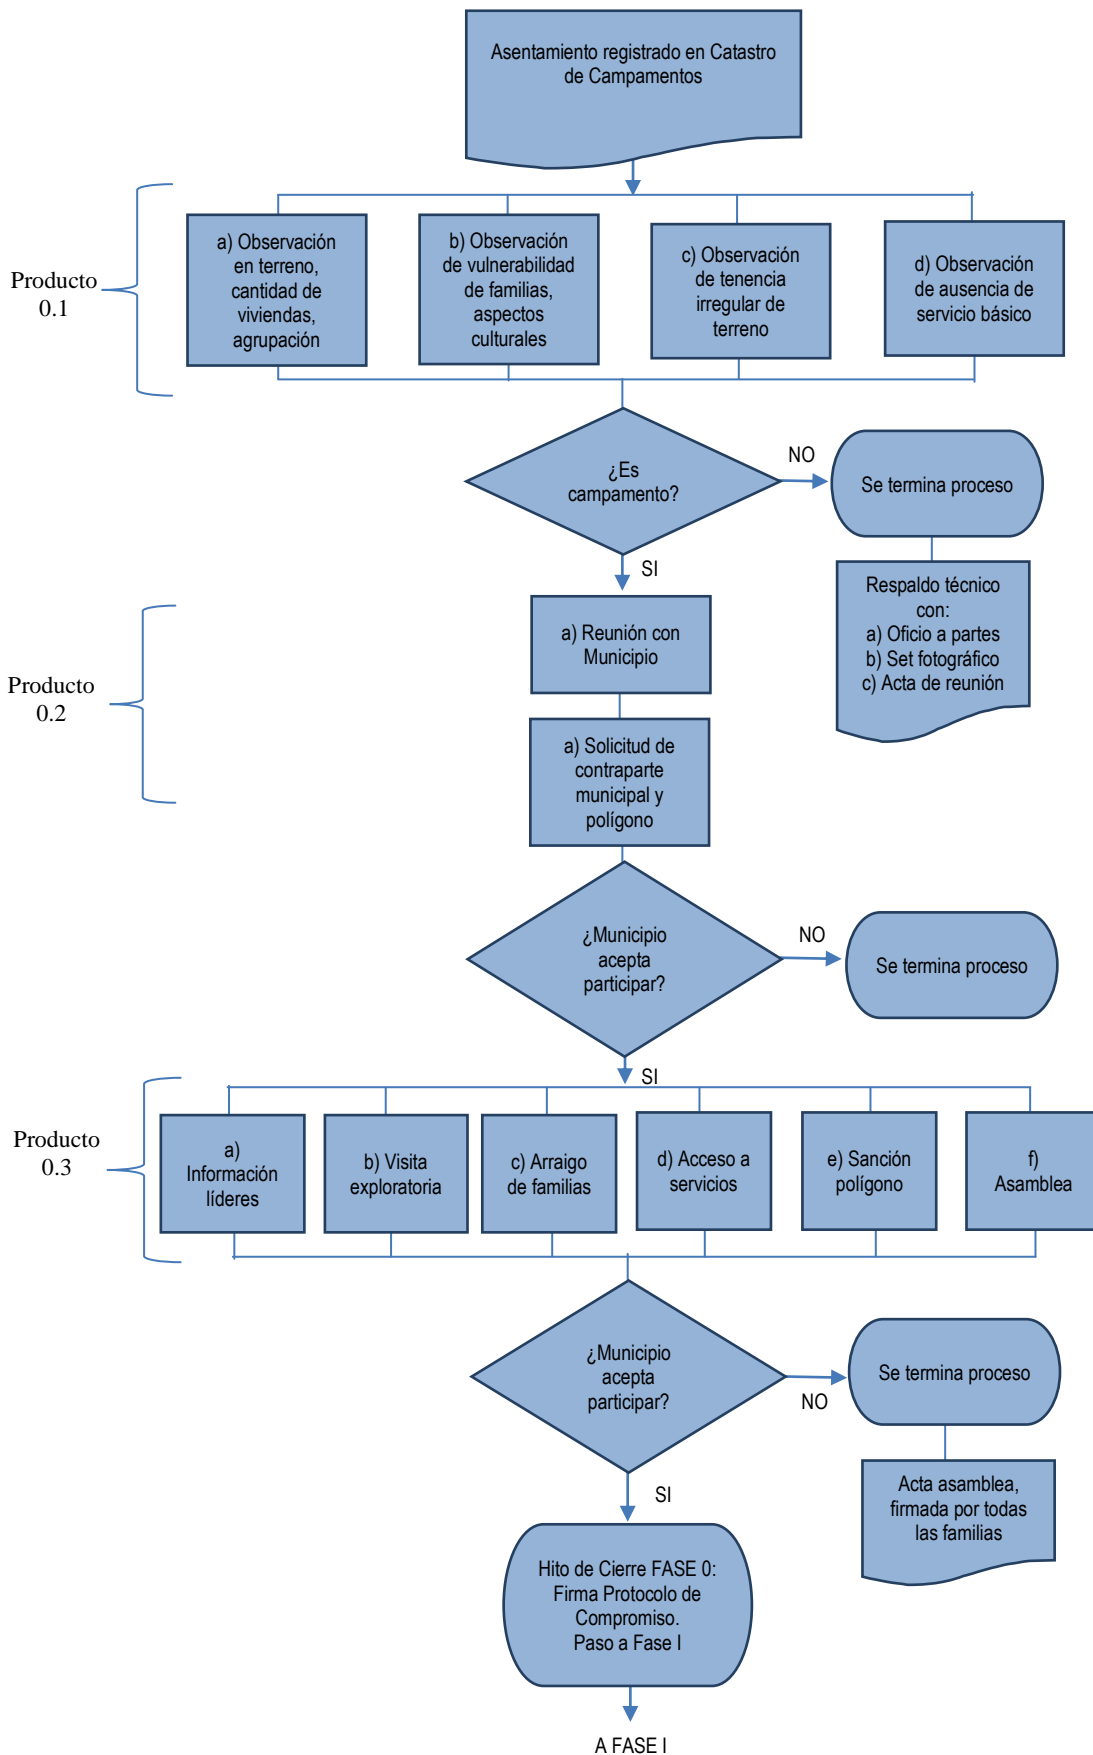 Asentamiento registrado en Catastro
de Campamentos
Producto
0.1
a) Observación
en terreno,
cantidad de
viviendas,
agrupación
b) Observación
de vulnerabilidad
de familias,
aspectos
culturales
c) Observación
de tenencia
irregular de
terreno
d) Observación
de ausencia de
servicio básico
¿Es
campamento?
NO
Se termina proceso
SI
Respaldo técnico
con:
a) Oficio a partes
b) Set fotográfico
c) Acta de reunión
Producto
0.2
a) Reunión con
Municipio
a) Solicitud de
contraparte
municipal y
polígono
¿Municipio
acepta
participar?
NO
Se termina proceso
SI
Producto
0.3
a)
Información
líderes
b) Visita
exploratoria
c) Arraigo
de familias
d) Acceso a
servicios
e) Sanción
polígono
f)
Asamblea
¿Municipio
acepta
participar?
NO
Se termina proceso
SI
Acta asamblea,
firmada por todas
las familias
Hito de Cierre FASE 0:
Firma Protocolo de
Compromiso.
Paso a Fase I
A FASE I